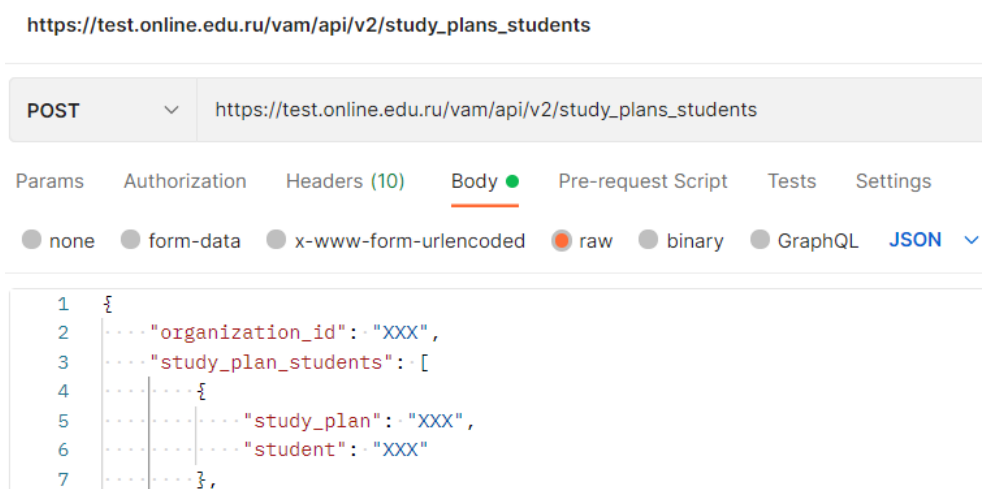 https://test.online.edu.ru/vam/api/v2/study_plans_students
POST https://test.online.edu.ru/vam/api/v2/study_plans_students
Params Authorization Headers (10) Body Pre-request Script Tests Settings
none form-data x-www-form-urlencoded raw binary GraphQL JSON
1 {
2 "organization_id": "XXX",
3 "study_plan_students": [
4 {
5 "study_plan": "XXX",
6 "student": "XXX"
7 },